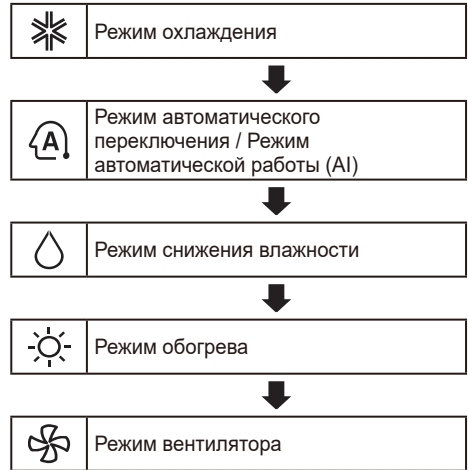 Режим охлаждения
A
Режим автоматического
переключения / Режим
автоматической работы (AI)
Режим снижения влажности
Режим обогрева
Режим вентилятора